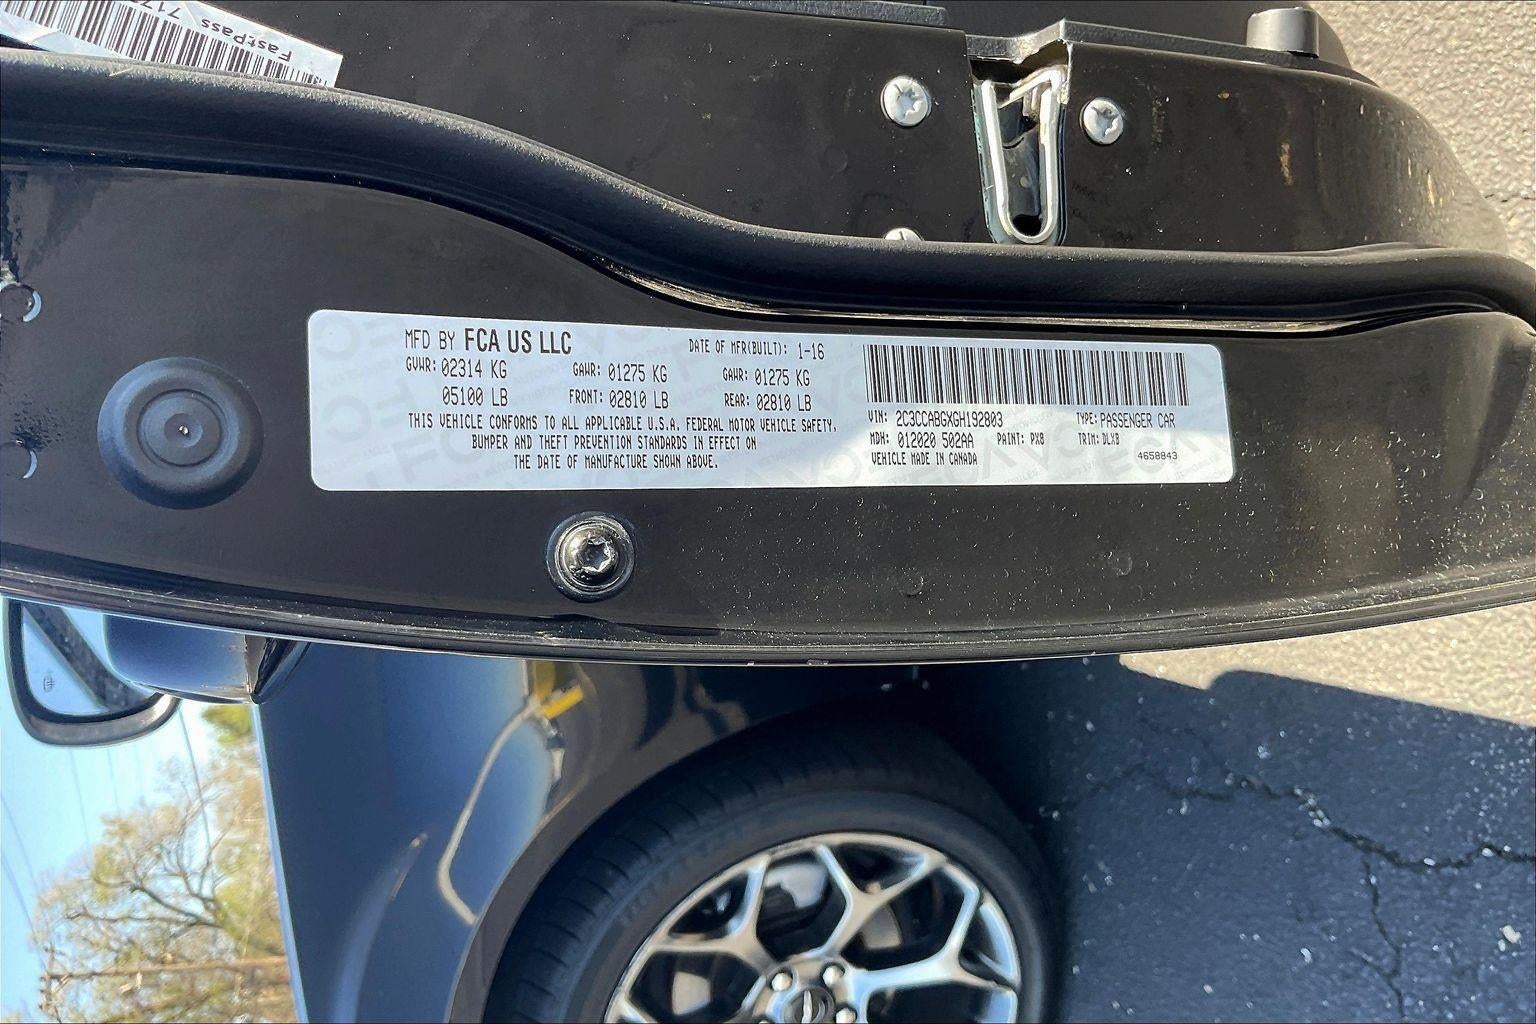 FastPass 717
MFD BY FCA US LLC DATE OF MFR(BUILT): 1-16
GVWR: 02314 KG GAWR: 01275 KG GAWR: 01275 KG
05100 LB FRONT: 02810 LB REAR: 02810 LB
THIS VEHICLE CONFORMS TO ALL APPLICABLE U.S.A. FEDERAL MOTOR VEHICLE SAFETY,
BUMPER AND THEFT PREVENTION STANDARDS IN EFFECT ON
THE DATE OF MANUFACTURE SHOWN ABOVE.
VIN: 2C3CCABGXGH192803 TYPE: PASSENGER CAR
MDH: 012020 502AA PAINT: PX8 TRIM: DLX8
VEHICLE MADE IN CANADA 4658843